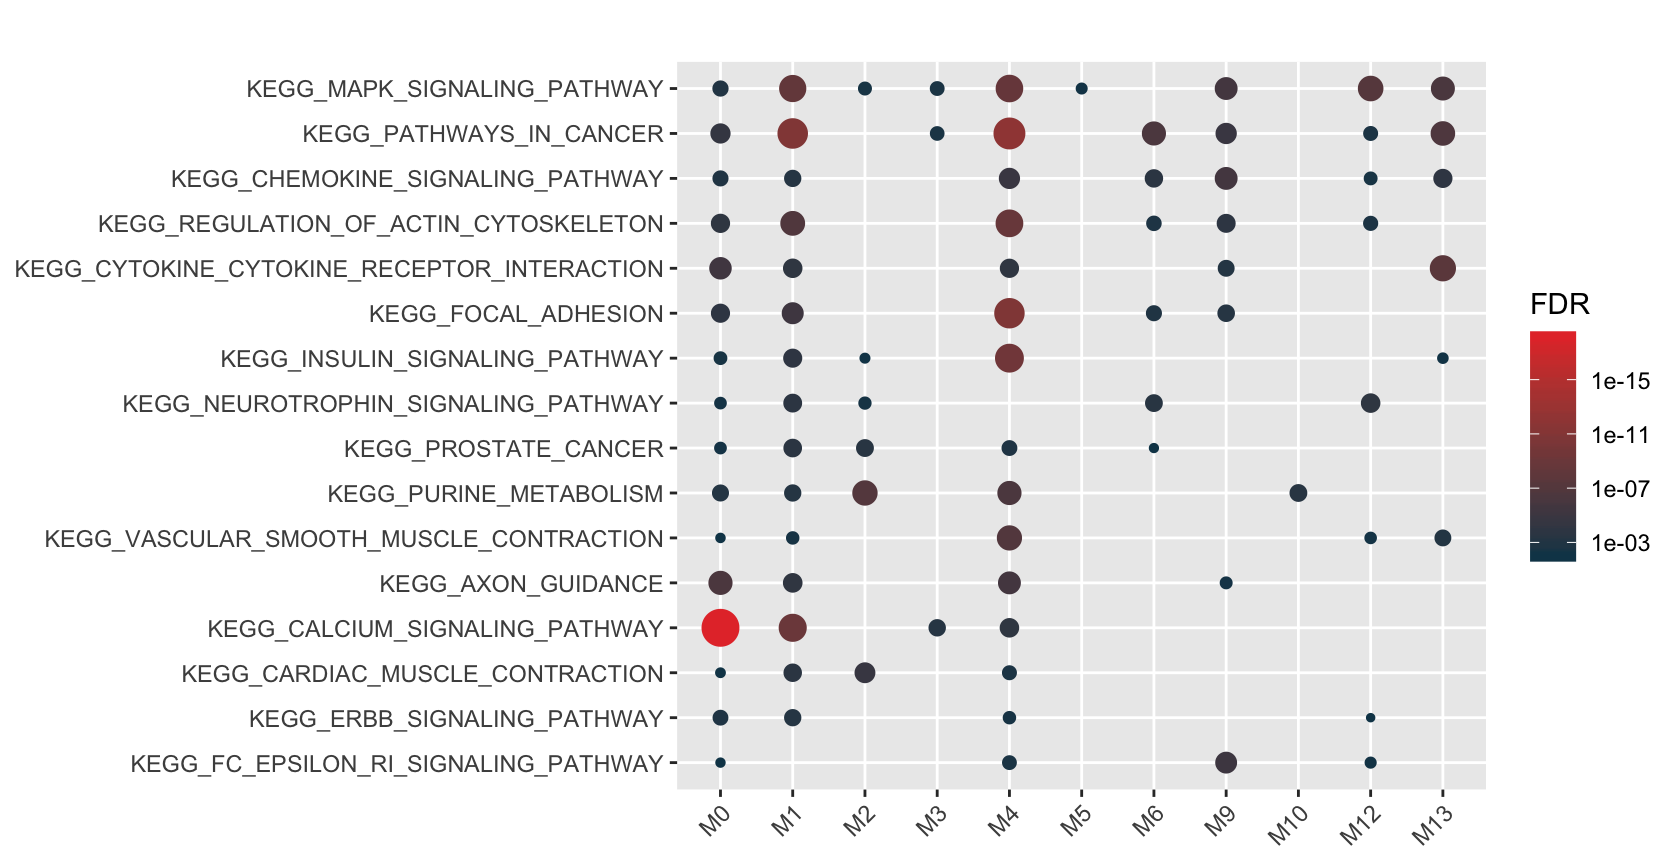 KEGG_MAPK_SIGNALING_PATHWAY
KEGG_PATHWAYS_IN_CANCER
KEGG_CHEMOKINE_SIGNALING_PATHWAY
KEGG_REGULATION_OF_ACTIN_CYTOSKELETON
KEGG_CYTOKINE_CYTOKINE_RECEPTOR_INTERACTION
KEGG_FOCAL_ADHESION
KEGG_INSULIN_SIGNALING_PATHWAY
KEGG_NEUROTROPHIN_SIGNALING_PATHWAY
KEGG_PROSTATE_CANCER
KEGG_PURINE_METABOLISM
KEGG_VASCULAR_SMOOTH_MUSCLE_CONTRACTION
KEGG_AXON_GUIDANCE
KEGG_CALCIUM_SIGNALING_PATHWAY
KEGG_CARDIAC_MUSCLE_CONTRACTION
KEGG_ERBB_SIGNALING_PATHWAY
KEGG_FC_EPSILON_RI_SIGNALING_PATHWAY
M0 M1 M2 M3 M4 M5 M6 M9 M10 M12 M13
FDR
1e-15
1e-11
1e-07
1e-03